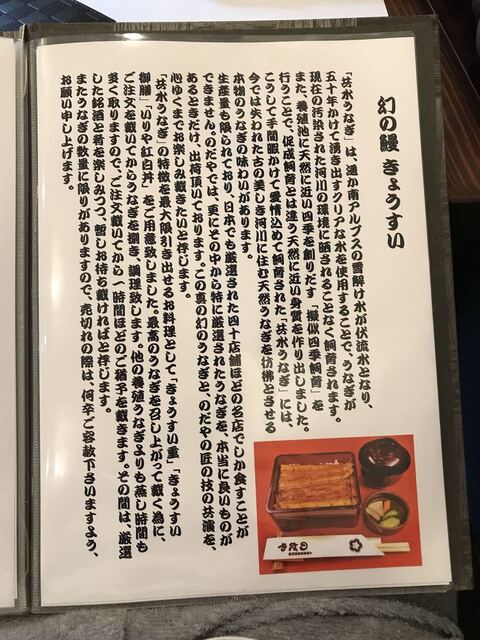 幻の鰻 きょうすい
「共水うなぎ」は、遥か南アルプスの雪解け水が伏流水となり、
五十年かけて湧き出すクリアな水を使用することで、うなぎが
現在の汚染された河川の環境に晒されることなく飼育されます。
また、養殖池に天然に近い四季を創りだす「擬似四季飼育」を
行うことで、促成飼育とは違う天然に近い身質を作り出しました。
こうして手間暇かけて愛情込めて飼育された「共水うなぎ」には、
今では失われた古の美しき河川に住む天然うなぎを彷彿とさせる
本物のうなぎの味わいがあります。
生産量も限られており、日本でも厳選された四十店舗ほどの名店でしか食すことが
できません。のだやでは、更にその中から特に厳選されたうなぎを、本当に良いものが
あるときだけ、出荷頂いております。この真の幻のうなぎと、のだやの匠の技の共演を、
心ゆくまでお楽しみ戴きたいと存じます。
「共水うなぎ」の特徴を最大限引き出せるお料理として「きょうすい重」「きょうすい
御膳」「いりや紅白丼」をご用意致しました。最高のうなぎを召し上がって戴く為に、
ご注文を戴いてからうなぎを捌き、調理致します。他の養殖うなぎよりも蒸し時間も
多く取りますので、ご注文戴いてから一時間ほどのご猶予を戴きます。その間は、厳選
した銘酒と肴を楽しみつつ、暫しお待ち戴ければと存じます。
またうなぎの数量に限りがありますので、売切れの際は、何卒ご容赦下さいますよう、
お願い申し上げます。